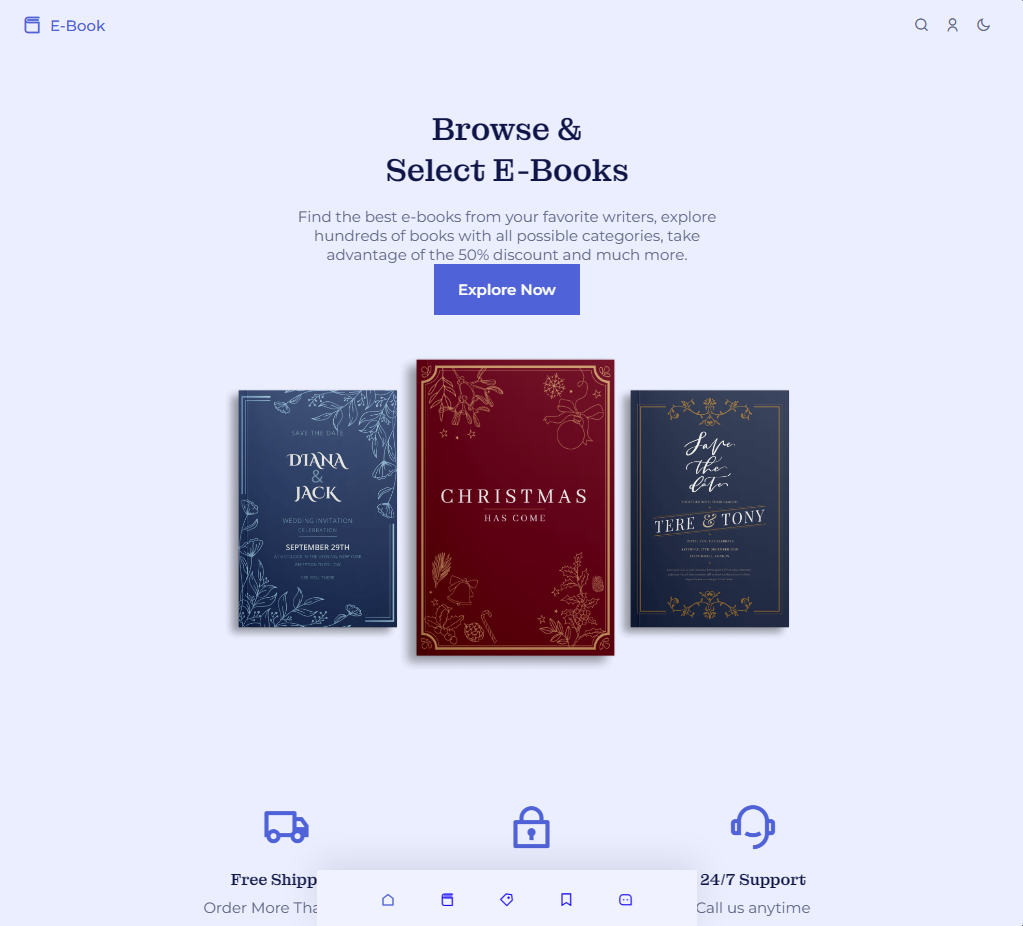 E-Book
Browse &
Select E-Books
Find the best e-books from your favorite writers, explore
hundreds of books with all possible categories, take
advantage of the 50% discount and much more.
Explore Now
SAVE THE DATE
DIANA
&
JACK
WEDDING INVITATION
CELEBRATION
SEPTEMBER 29TH
CHRISTMAS
HAS COME
Save
the
date
TERE & TONY
Free Shipp
Order More Tha
24/7 Support
Call us anytime